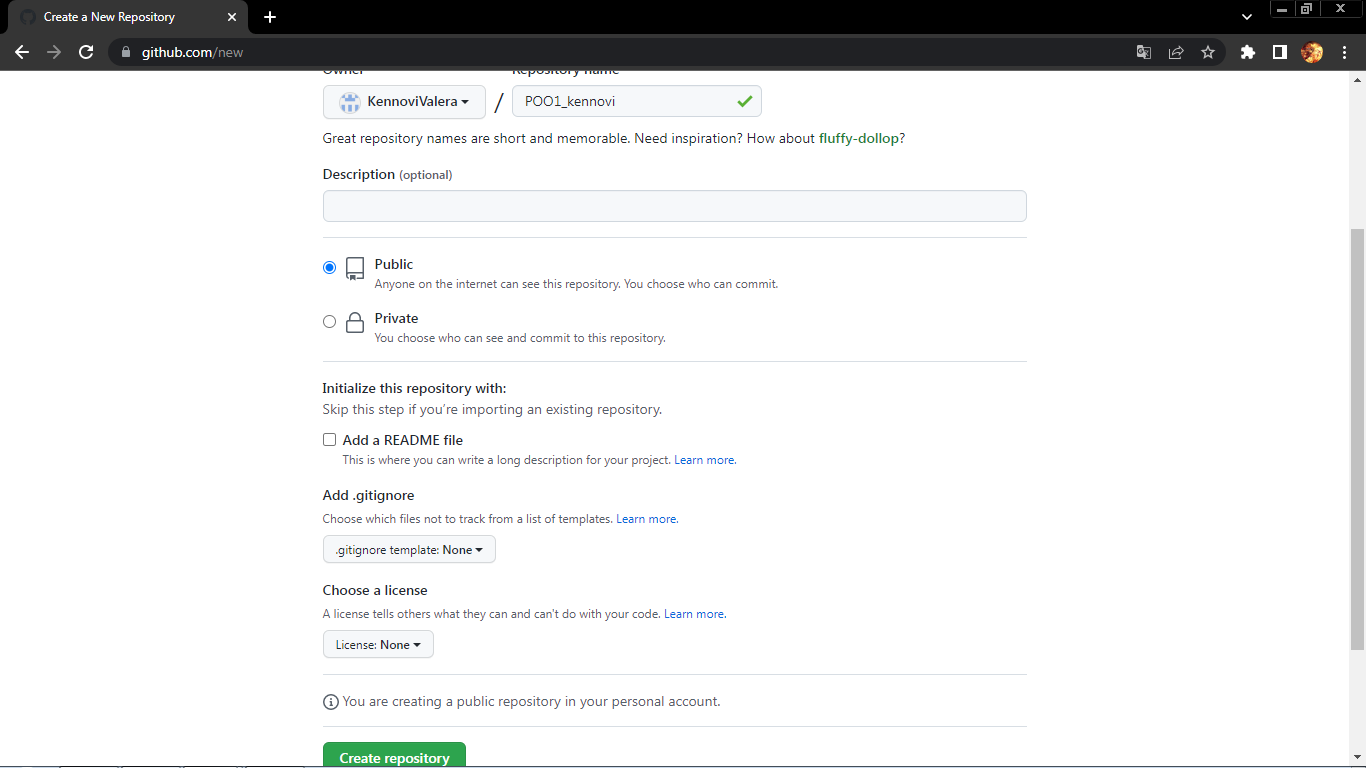 Create a New Repository
github.com/new
Owner
Repository name
KennoviValera
/
POO1_kennovi
Great repository names are short and memorable. Need inspiration? How about fluffy-dollop?
Description (optional)
Public
Anyone on the internet can see this repository. You choose who can commit.
Private
You choose who can see and commit to this repository.
Initialize this repository with:
Skip this step if you’re importing an existing repository.
Add a README file
This is where you can write a long description for your project. Learn more.
Add .gitignore
Choose which files not to track from a list of templates. Learn more.
.gitignore template: None
Choose a license
A license tells others what they can and can't do with your code. Learn more.
License: None
You are creating a public repository in your personal account.
Create repository